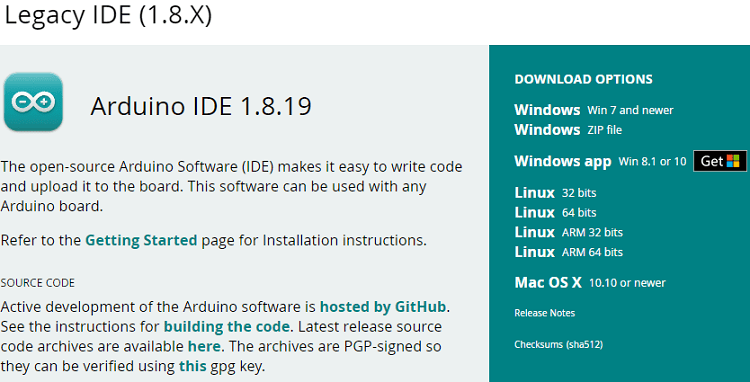 Legacy IDE (1.8.X)
Arduino IDE 1.8.19
The open-source Arduino Software (IDE) makes it easy to write code
and upload it to the board. This software can be used with any
Arduino board.
Refer to the Getting Started page for Installation instructions.
SOURCE CODE
Active development of the Arduino software is hosted by GitHub.
See the instructions for building the code. Latest release source
code archives are available here. The archives are PGP-signed so
they can be verified using this gpg key.
DOWNLOAD OPTIONS
Windows Win 7 and newer
Windows ZIP file
Windows app Win 8.1 or 10 Get
Linux 32 bits
Linux 64 bits
Linux ARM 32 bits
Linux ARM 64 bits
Mac OS X 10.10 or newer
Release Notes
Checksums (sha512)